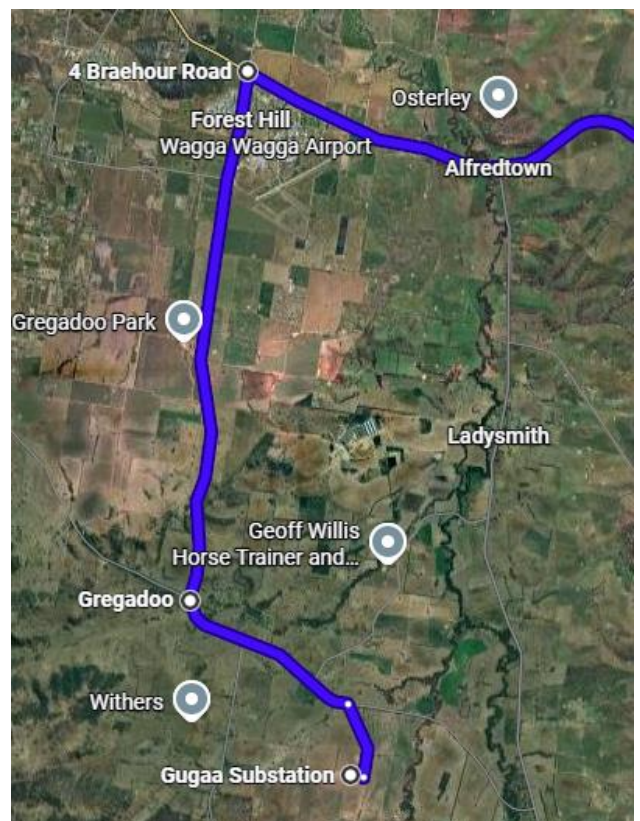 4 Braehour Road
Osterley
Forest Hill
Wagga Wagga Airport
Alfredtown
Gregadoo Park
Ladysmith
Geoff Willis
Horse Trainer and...
Gregadoo
Withers
Gugaa Substation